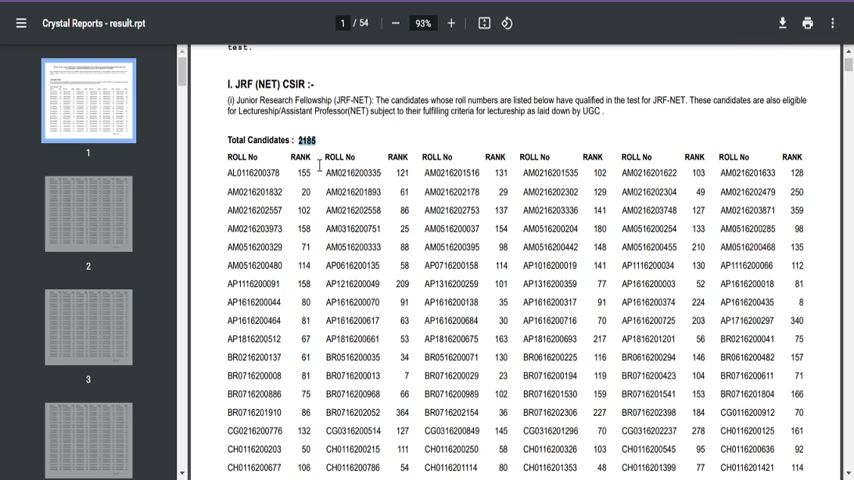 Crystal Reports - result.rpt
1 / 54
93%
test.
I. JRF (NET) CSIR :-
(i) Junior Research Fellowship (JRF-NET): The candidates whose roll numbers are listed below have qualified in the test for JRF-NET. These candidates are also eligible
for Lectureship/Assistant Professor(NET) subject to their fulfilling criteria for lectureship as laid down by UGC .
Total Candidates : 2185
ROLL No RANK ROLL No RANK ROLL No RANK ROLL No RANK ROLL No RANK ROLL No RANK
AL0116200378 155 AM0216200335 121 AM0216201516 131 AM0216201535 102 AM0216201622 103 AM0216201633 128
AM0216201832 20 AM0216201893 61 AM0216202178 29 AM0216202302 129 AM0216202304 49 AM0216202479 250
AM0216202557 102 AM0216202558 86 AM0216202753 137 AM0216203336 141 AM0216203748 127 AM0216203871 359
AM0216203973 158 AM0316200751 25 AM0516200037 154 AM0516200204 180 AM0516200254 133 AM0516200285 98
AM0516200329 71 AM0516200333 88 AM0516200395 98 AM0516200442 148 AM0516200455 210 AM0516200468 135
AM0516200480 114 AP0616200135 58 AP0716200158 114 AP1016200019 141 AP1116200034 130 AP1116200066 112
AP1116200091 158 AP1216200049 209 AP1316200259 101 AP1316200359 77 AP1616200003 52 AP1616200018 81
AP1616200044 80 AP1616200070 91 AP1616200138 35 AP1616200317 91 AP1616200374 224 AP1616200435 8
AP1616200464 81 AP1616200617 63 AP1616200684 30 AP1616200716 70 AP1616200725 203 AP1716200297 340
AP1816200512 67 AP1816200661 53 AP1816200675 163 AP1816200693 217 AP1816201201 56 AP1816200041 75
BR0216200137 61 BR0516200035 34 BR0516200071 130 BR0616200225 116 BR0616200294 146 BR0616200482 157
BR0716200008 81 BR0716200013 7 BR0716200029 23 BR0716200194 119 BR0716200423 104 BR0716200611 71
BR0716200886 75 BR0716200968 66 BR0716200989 102 BR0716201530 159 BR0716201541 153 BR0716201804 166
BR0716201910 86 BR0716202052 364 BR0716202154 36 BR0716202306 227 BR0716202398 184 CG0116200912 70
CG0216200776 132 CG0316200514 127 CG0316200849 145 CG0316201296 70 CG0316202237 278 CH0116200125 161
CH0116200203 50 CH0116200215 111 CH0116200250 58 CH0116200326 103 CH0116200545 95 CH0116200636 92
CH0116200677 106 CH0116200786 54 CH0116201114 80 CH0116201353 48 CH0116201399 77 CH0116201421 114
1
2
3